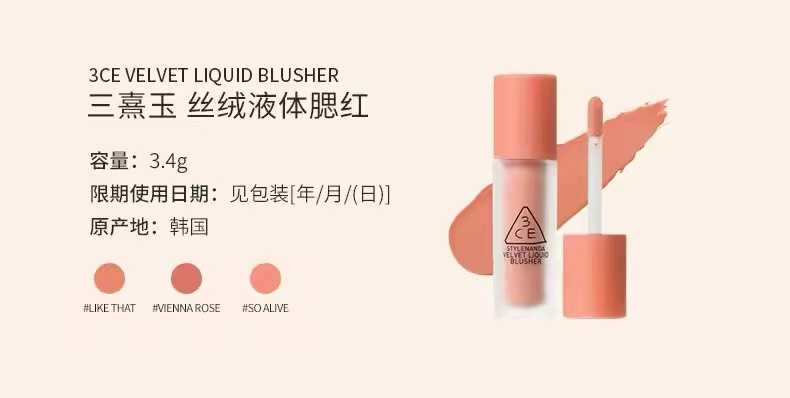 3CE VELVET LIQUID BLUSHER
三熹玉 丝绒液体腮红
容量：3.4g
限期使用日期：见包装[年/月/(日)]
原产地：韩国
#LIKE THAT #VIENNA ROSE #SO ALIVE
3
CE
STYLENANDA
VELVET LIQUID
BLUSHER